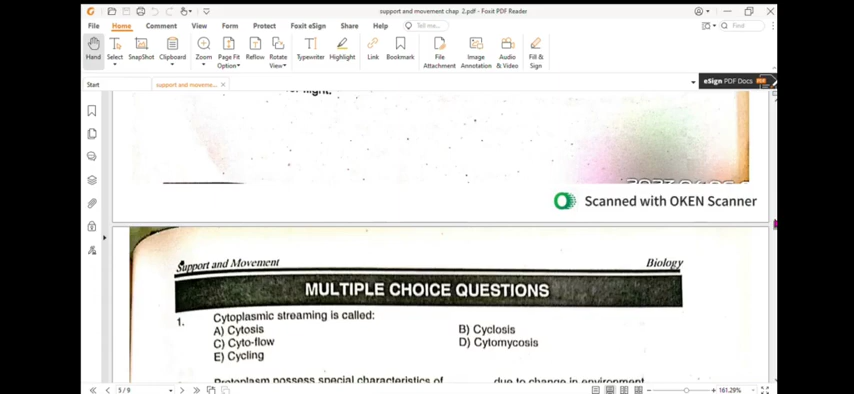 support and movement chap 2.pdf - Foxit PDF Reader
File Home Comment View Form Protect Foxit eSign Share Help Tell me... Find
Hand Select SnapShot Clipboard Zoom Page Fit Option Reflow Rotate View Typewriter Highlight Link Bookmark File Attachment Image Annotation Audio & Video Fill & Sign
Start support and moveme... eSign PDF Docs
Scanned with OKEN Scanner
Support and Movement Biology
MULTIPLE CHOICE QUESTIONS
1. Cytoplasmic streaming is called:
A) Cytosis B) Cyclosis
C) Cyto-flow D) Cytomycosis
E) Cycling
Protoplasm possess special characteristics of due to change in environment
5 / 9 161.29%